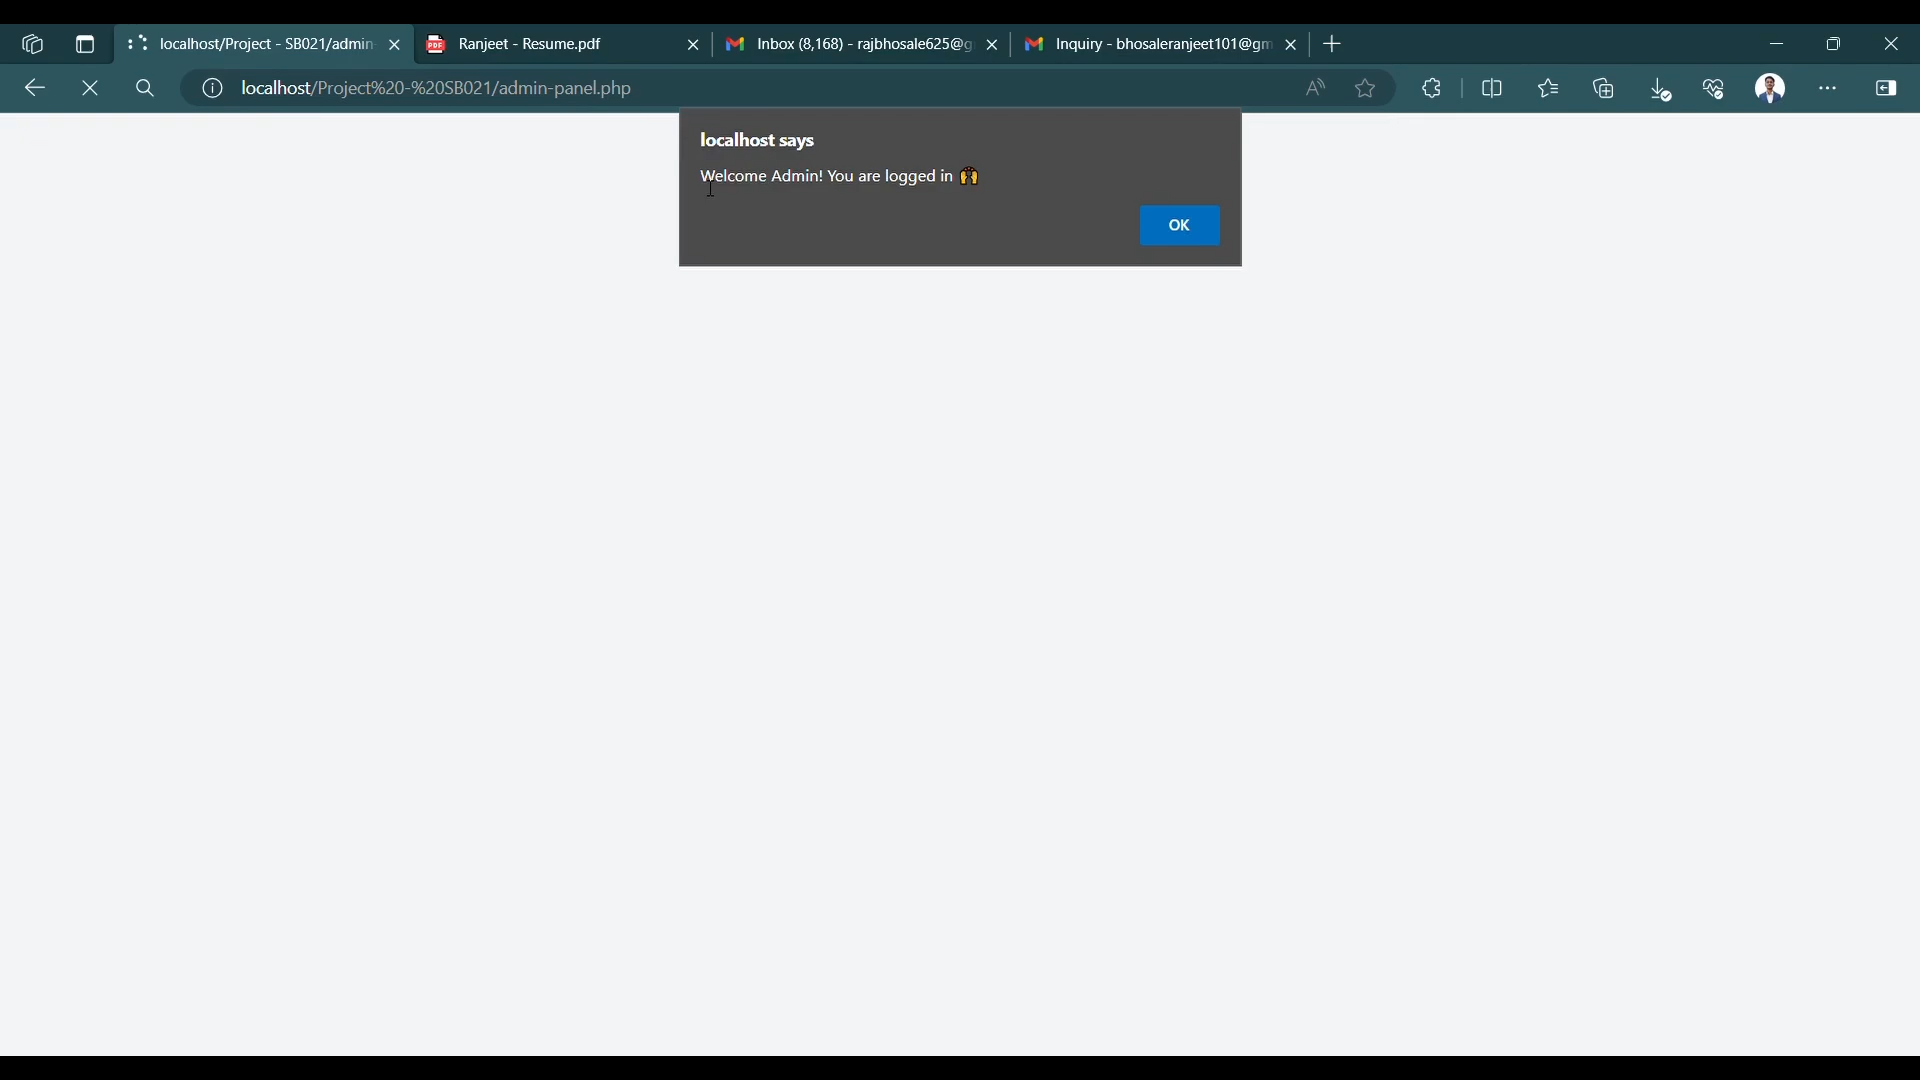 localhost/Project - SB021/admin-
Ranjeet - Resume.pdf
Inbox (8,168) - rajbhosale625@g
Inquiry - bhosaleranjeet101@gm
localhost/Project%20-%20SB021/admin-panel.php
localhost says
Welcome Admin! You are logged in 🙌
OK